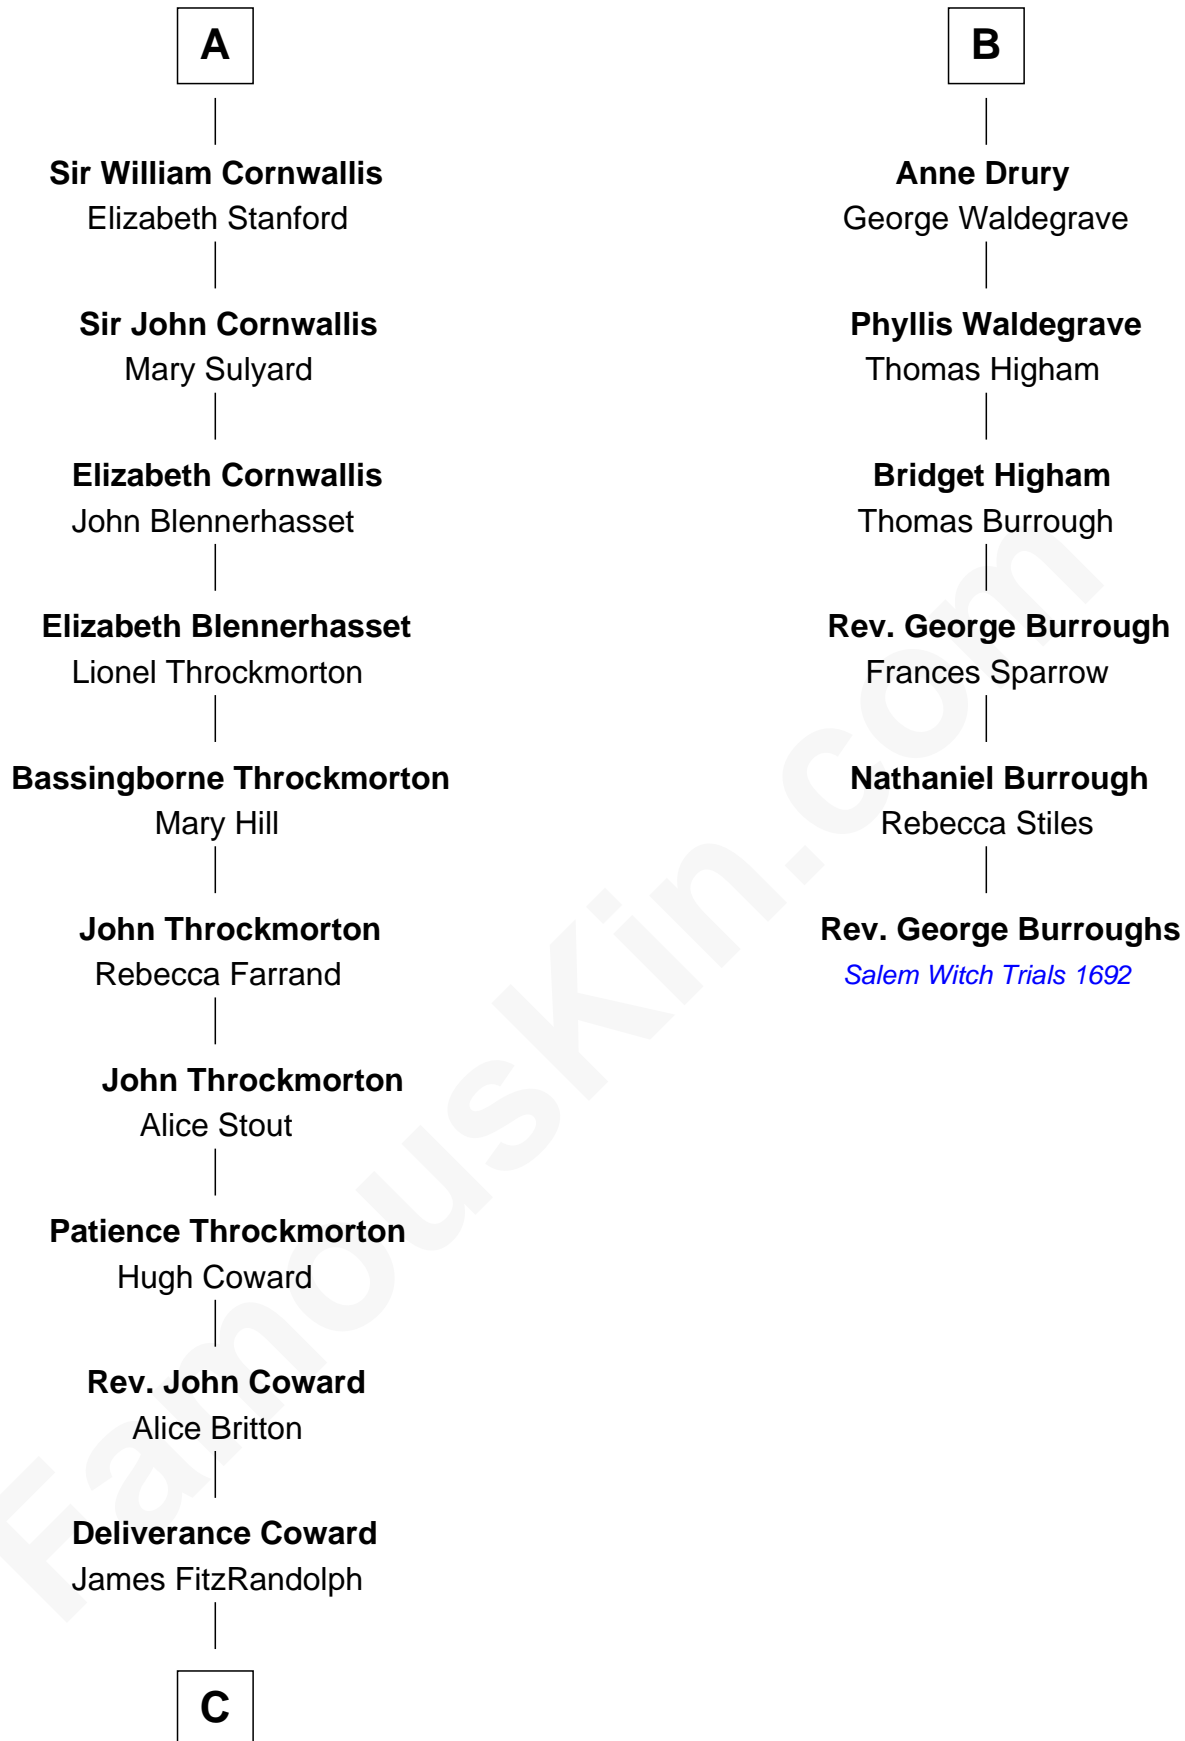 A
Sir William Cornwallis
Elizabeth Stanford
Sir John Cornwallis
Mary Sulyard
Elizabeth Cornwallis
John Blennerhasset
Elizabeth Blennerhasset
Lionel Throckmorton
Bassingborne Throckmorton
Mary Hill
John Throckmorton
Rebecca Farrand
John Throckmorton
Alice Stout
Patience Throckmorton
Hugh Coward
Rev. John Coward
Alice Britton
Deliverance Coward
James FitzRandolph
C
B
Anne Drury
George Waldegrave
Phyllis Waldegrave
Thomas Higham
Bridget Higham
Thomas Burrough
Rev. George Burrough
Frances Sparrow
Nathaniel Burrough
Rebecca Stiles
Rev. George Burroughs
Salem Witch Trials 1692
FamousKin.com